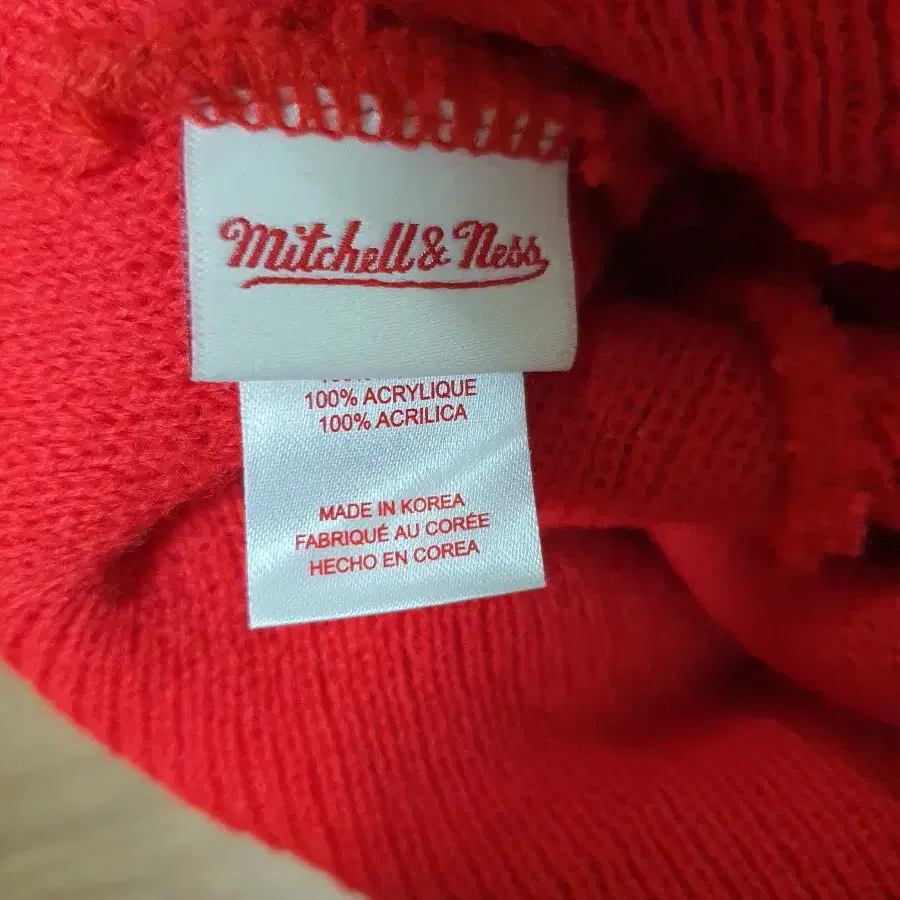 Mitchell & Ness
100% ACRYLIQUE
100% ACRILICA
MADE IN KOREA
FABRIQUÉ AU CORÉE
HECHO EN COREA